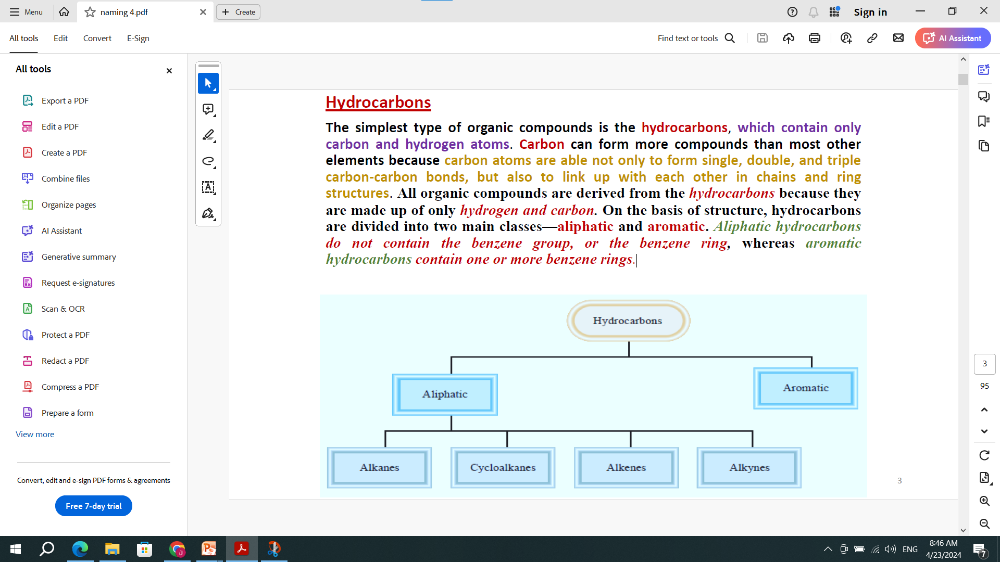 Menu
naming 4.pdf
Create
Sign in
All tools
Edit
Convert
E-Sign
Find text or tools
AI Assistant
All tools
Export a PDF
Edit a PDF
Create a PDF
Combine files
Organize pages
AI Assistant
Generative summary
Request e-signatures
Scan & OCR
Protect a PDF
Redact a PDF
Compress a PDF
Prepare a form
View more
Convert, edit and e-sign PDF forms & agreements
Free 7-day trial
Hydrocarbons
The simplest type of organic compounds is the hydrocarbons, which contain only
carbon and hydrogen atoms. Carbon can form more compounds than most other
elements because carbon atoms are able not only to form single, double, and triple
carbon-carbon bonds, but also to link up with each other in chains and ring
structures. All organic compounds are derived from the hydrocarbons because they
are made up of only hydrogen and carbon. On the basis of structure, hydrocarbons
are divided into two main classes—aliphatic and aromatic. Aliphatic hydrocarbons
do not contain the benzene group, or the benzene ring, whereas aromatic
hydrocarbons contain one or more benzene rings.
Hydrocarbons
Aliphatic
Aromatic
Alkanes
Cycloalkanes
Alkenes
Alkynes
3
3
95
ENG
8:46 AM
4/23/2024
7